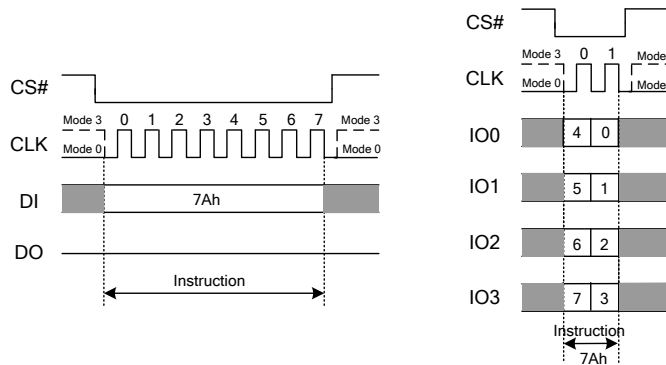 CS#
Mode 3 0 1 2 3 4 5 6 7 Mode 3
CLK
Mode 0 Mode 0
DI 7Ah
DO
Instruction
CS#
Mode 3 0 1 Mode
CLK
Mode 0 Mode
IO0 4 0
IO1 5 1
IO2 6 2
IO3 7 3
Instruction
7Ah